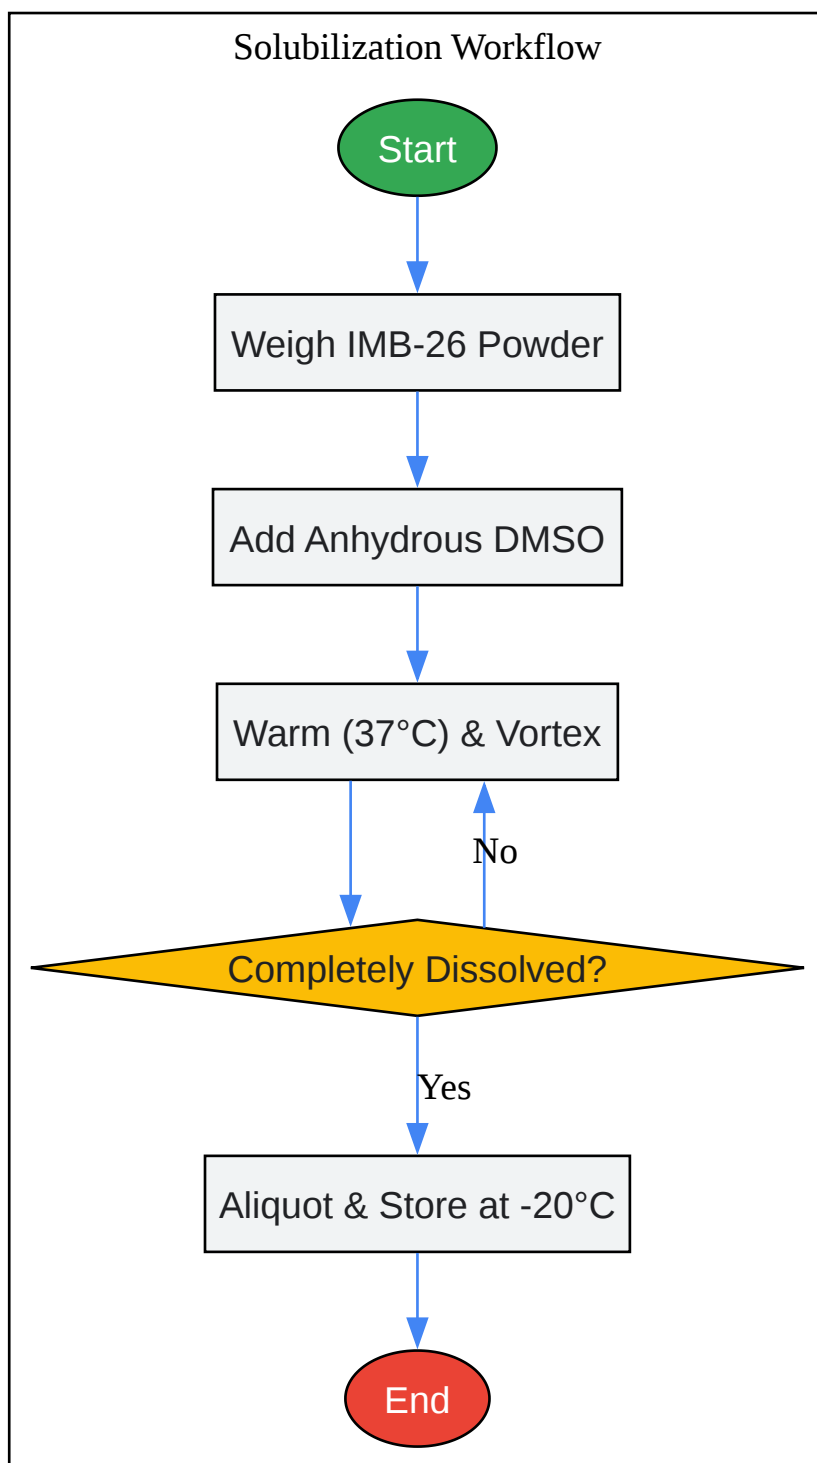 Solubilization Workflow
Start
Weigh IMB-26 Powder
Add Anhydrous DMSO
Warm (37°C) & Vortex
No
Completely Dissolved?
Yes
Aliquot & Store at -20°C
End